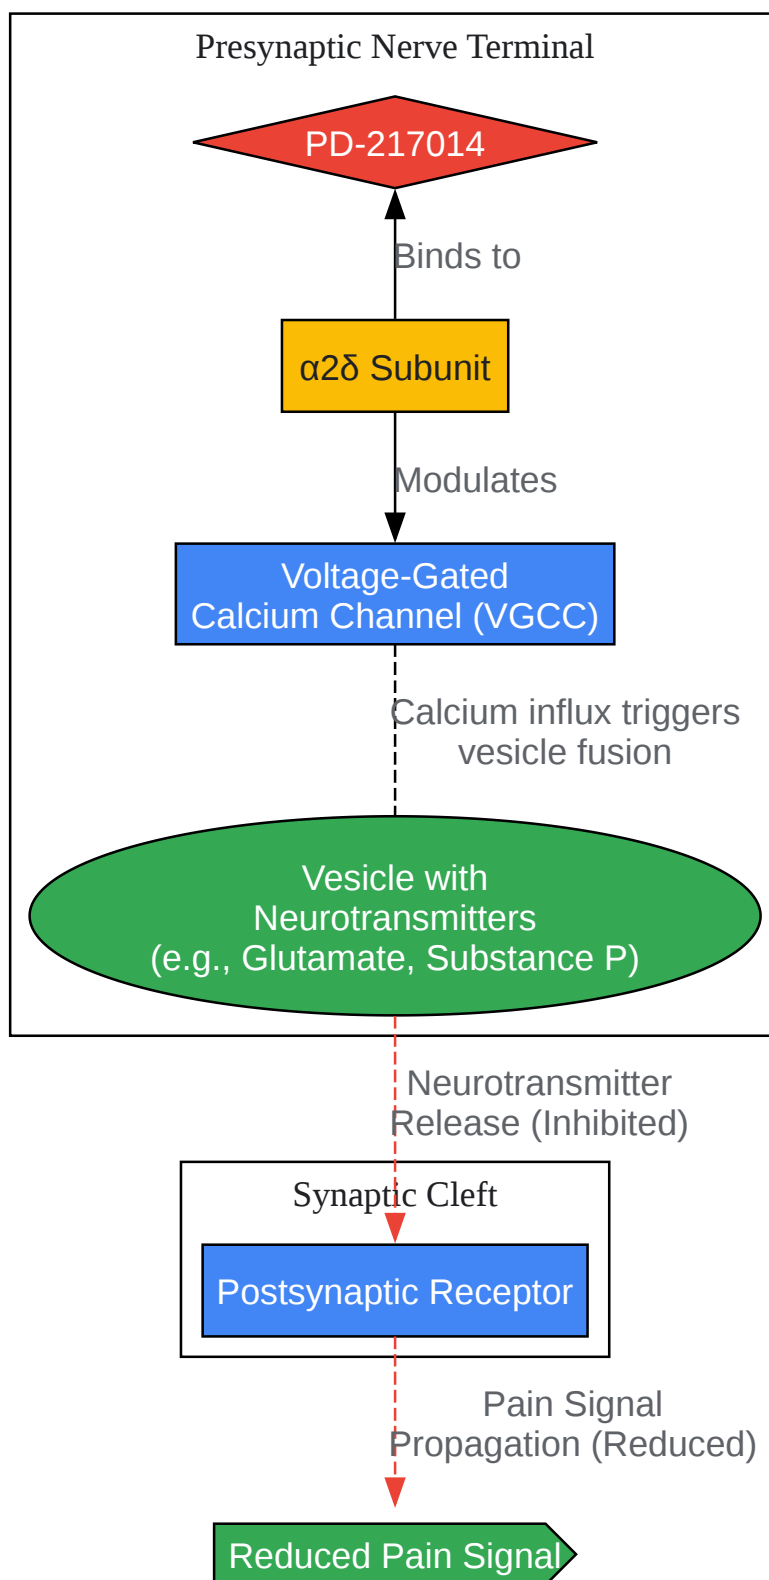 Presynaptic Nerve Terminal
PD-217014
Binds to
α2δ Subunit
Modulates
Voltage-Gated
Calcium Channel (VGCC)
Calcium influx triggers
vesicle fusion
Vesicle with
Neurotransmitters
(e.g., Glutamate, Substance P)
Neurotransmitter
Release (Inhibited)
Synaptic Cleft
Postsynaptic Receptor
Pain Signal
Propagation (Reduced)
Reduced Pain Signal